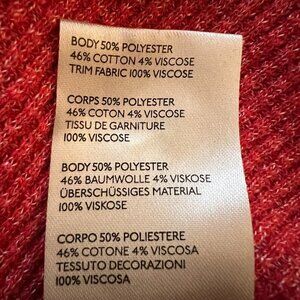 BODY 50% POLYESTER
46% COTTON 4% VISCOSE
TRIM FABRIC 100% VISCOSE
CORPS 50% POLYESTER
46% COTON 4% VISCOSE
TISSU DE GARNITURE
100% VISCOSE
BODY 50% POLYESTER
46% BAUMWOLLE 4% VISKOSE
ÜBERSCHÜSSIGES MATERIAL
100% VISKOSE
CORPO 50% POLIESTERE
46% COTONE 4% VISCOSA
TESSUTO DECORAZIONI
100% VISCOSA